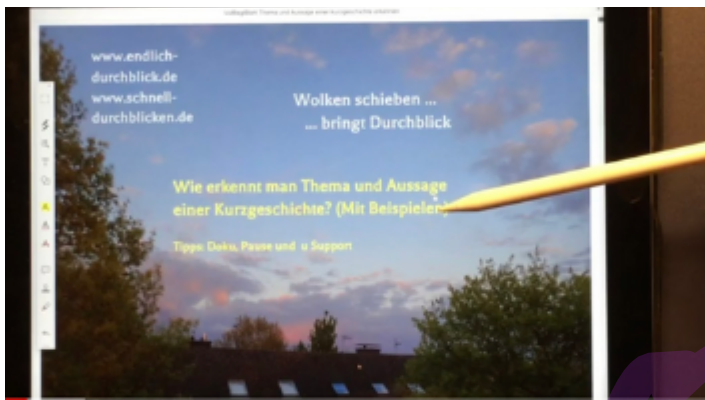 www.endlich-
durchblick.de
www.schnell-
durchblicken.de
Wolken schieben ...
... bringt Durchblick
Wie erkennt man Thema und Aussage
einer Kurzgeschichte? (Mit Beispielen)
Tipps: Doku, Pause und u Support